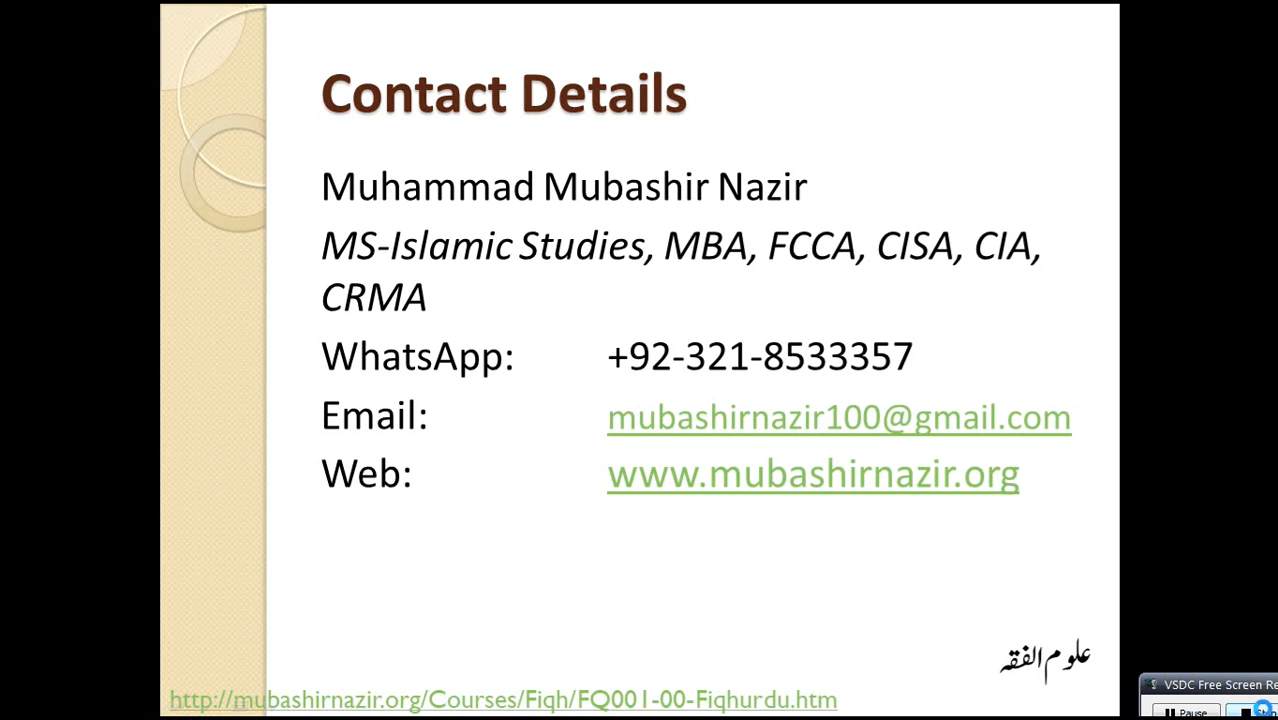 Contact Details
Muhammad Mubashir Nazir
MS-Islamic Studies, MBA, FCCA, CISA, CIA,
CRMA
WhatsApp: +92-321-8533357
Email: mubashirnazir100@gmail.com
Web: www.mubashirnazir.org
علوم الفقہ
http://mubashirnazir.org/Courses/Fiqh/FQ001-00-Fiqhurdu.htm
VSDC Free Screen Re
Pause